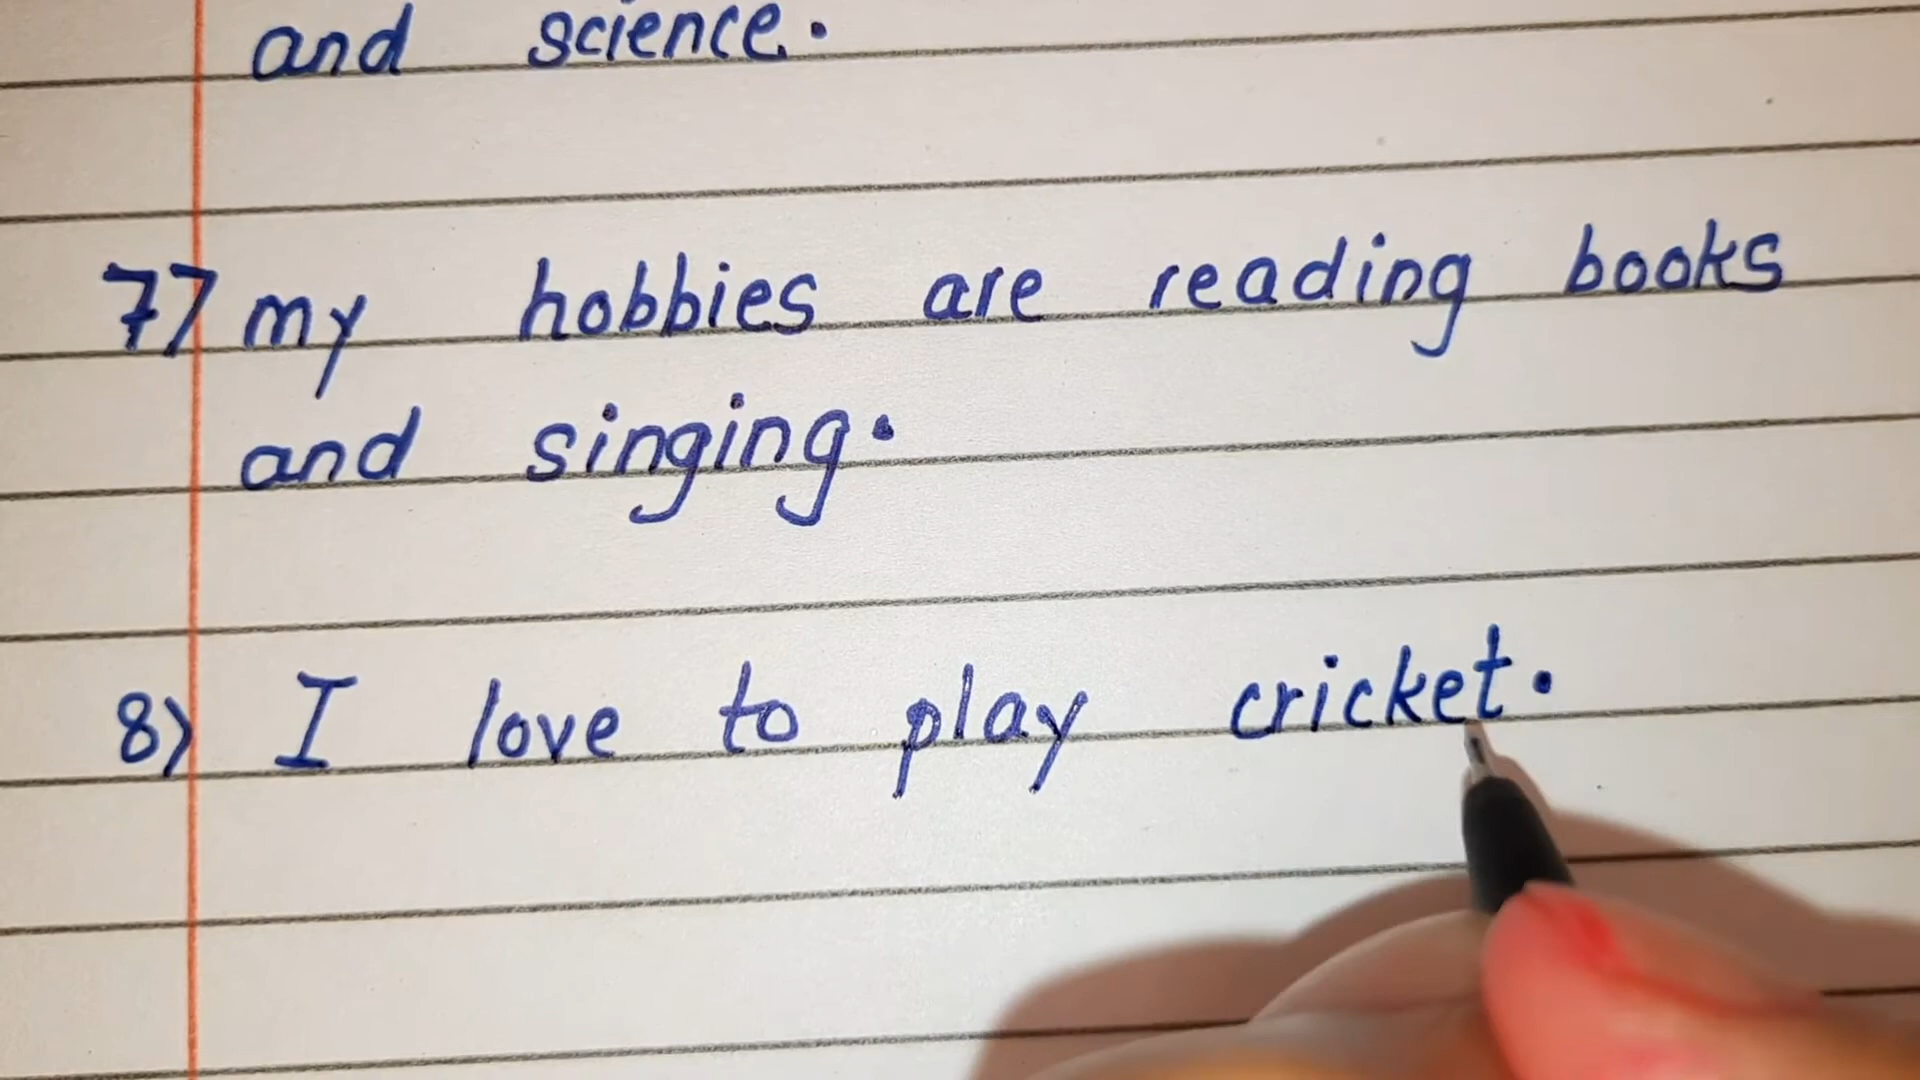 and science.
7) my hobbies are reading books
and singing.
8) I love to play cricket.